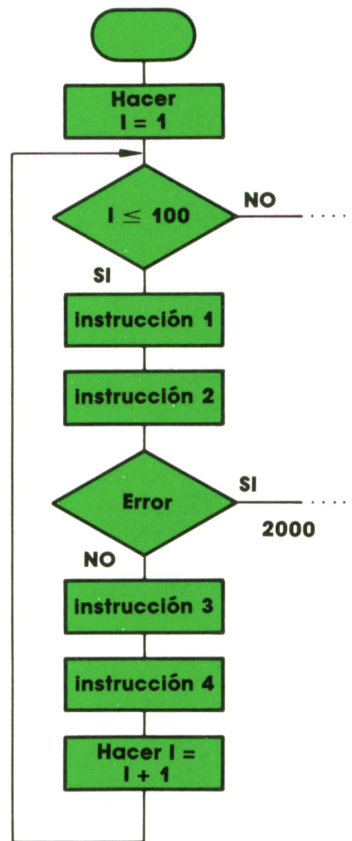 Hacer
I = 1
I ≤ 100
NO
SI
instrucción 1
instrucción 2
Error
SI
2000
NO
instrucción 3
instrucción 4
Hacer I =
I + 1